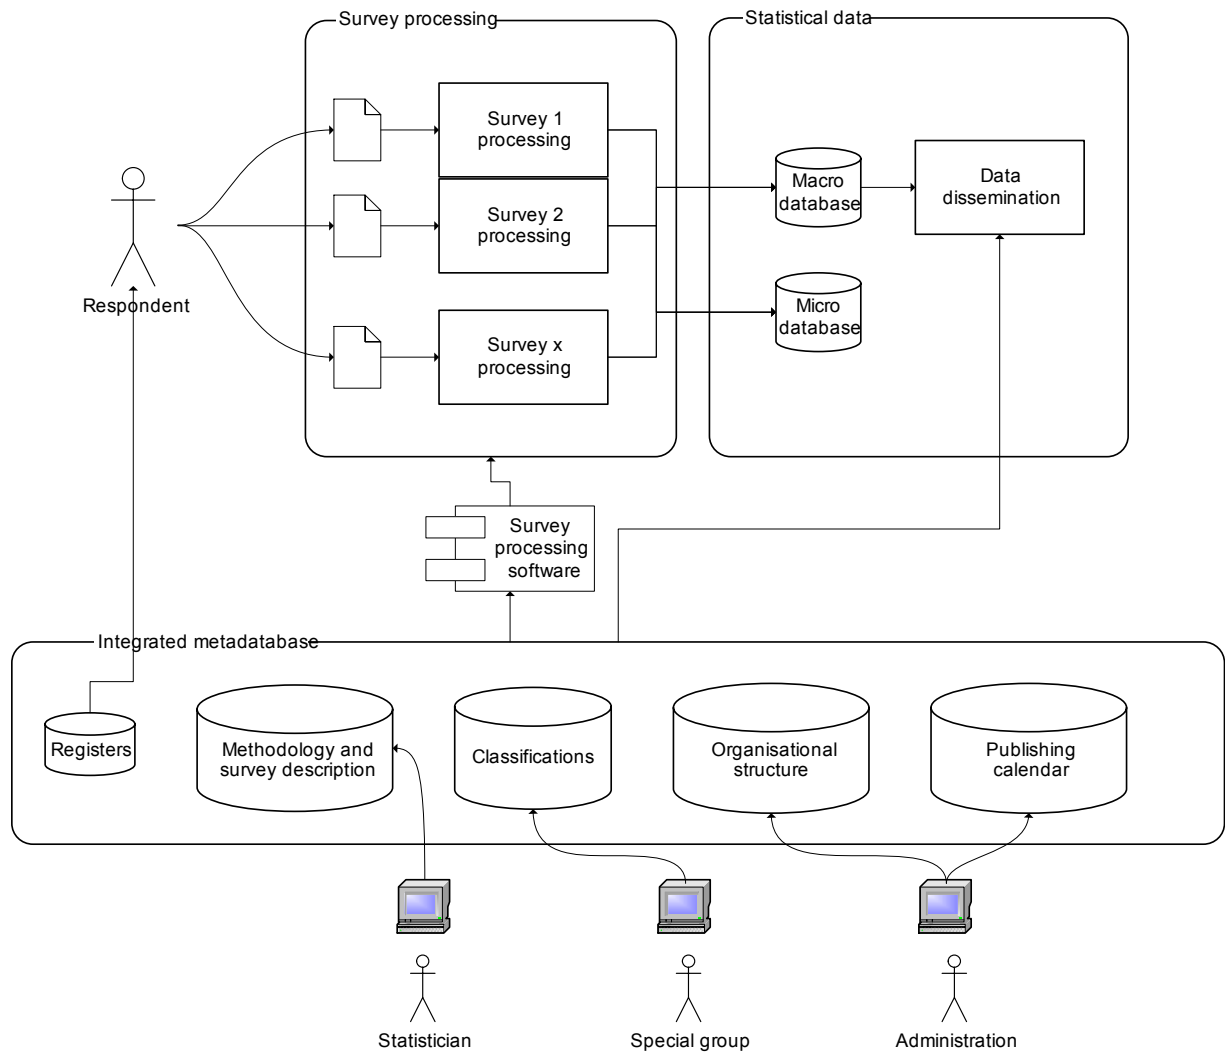 Survey processing
Statistical data
Survey 1
processing
Survey 2
processing
Survey x
processing
Macro
database
Data
dissemination
Micro
database
Respondent
Survey
processing
software
Integrated metadatabase
Registers
Methodology and
survey description
Classifications
Organisational
structure
Publishing
calendar
Statistician
Special group
Administration